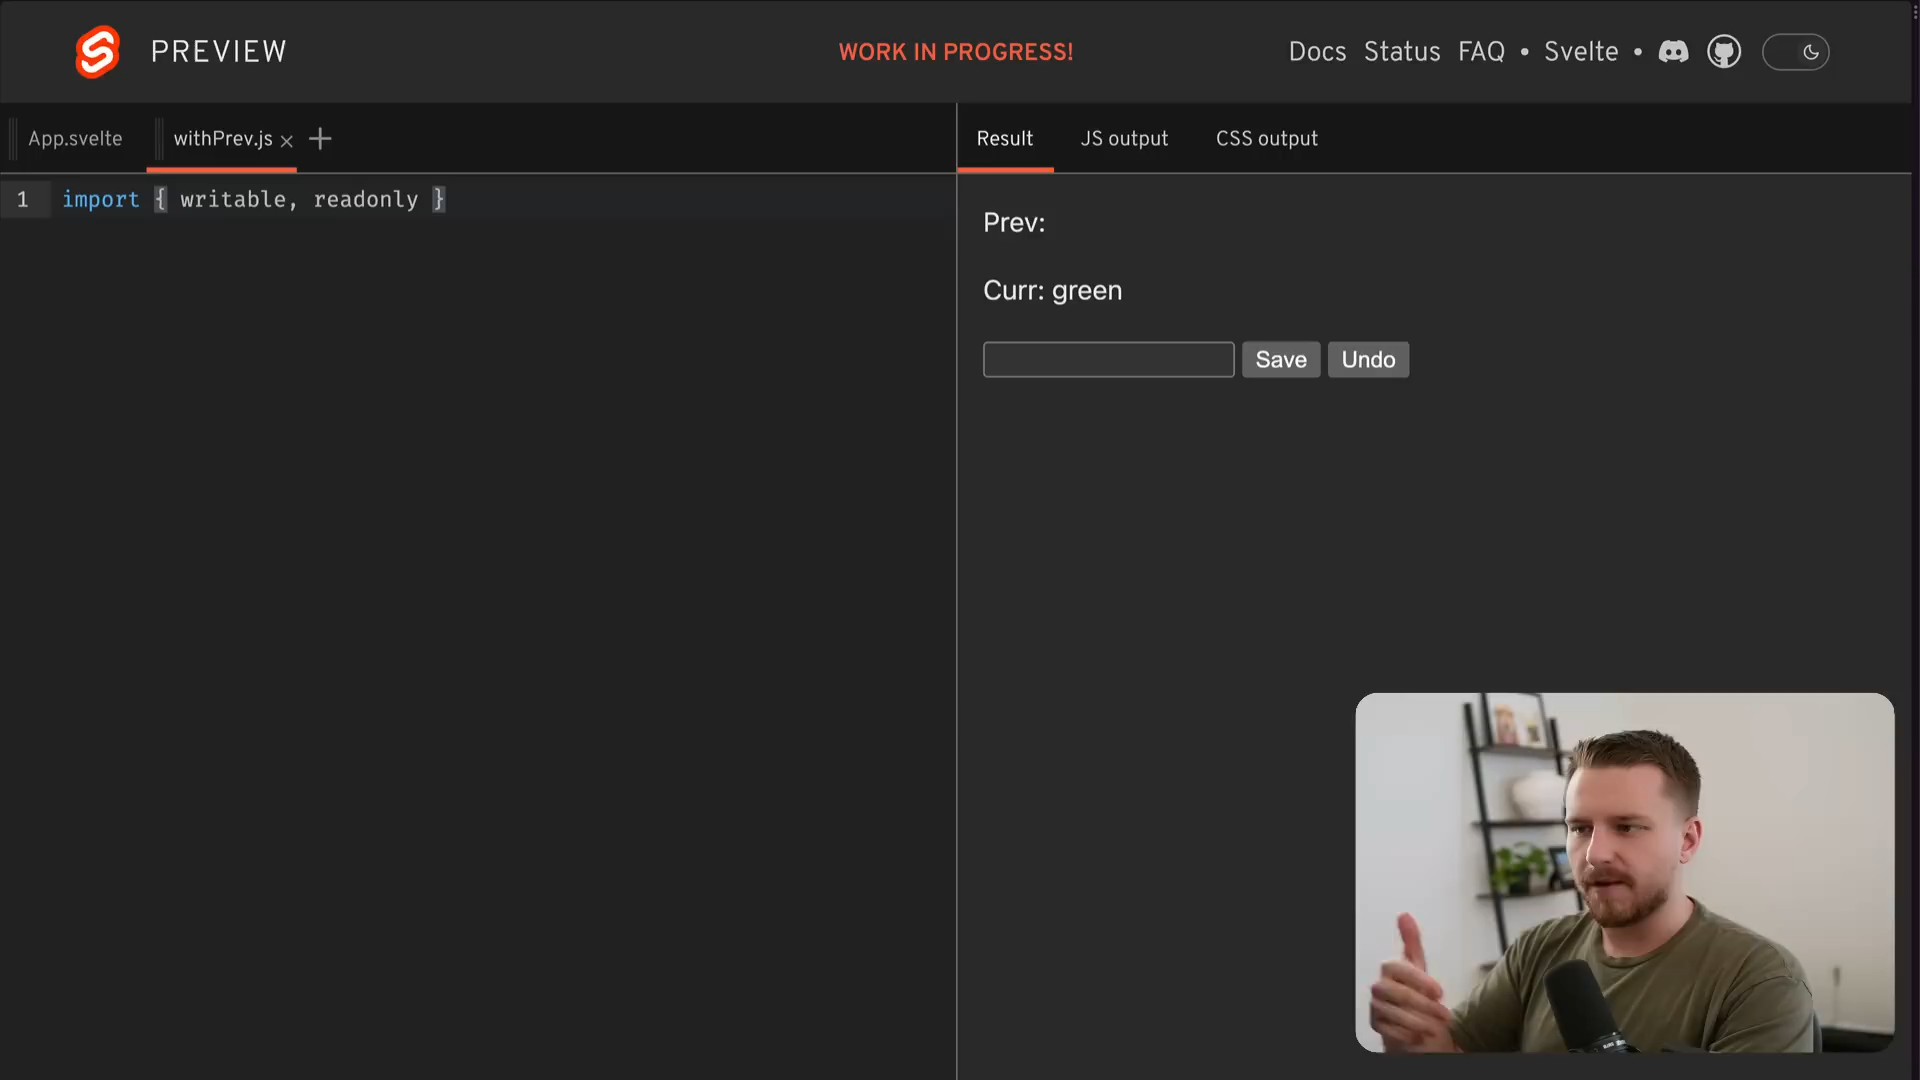 PREVIEW
WORK IN PROGRESS!
Docs Status FAQ • Svelte •
App.svelte
withPrev.js
Result
JS output
CSS output
1 import { writable, readonly }
Prev:
Curr: green
Save
Undo